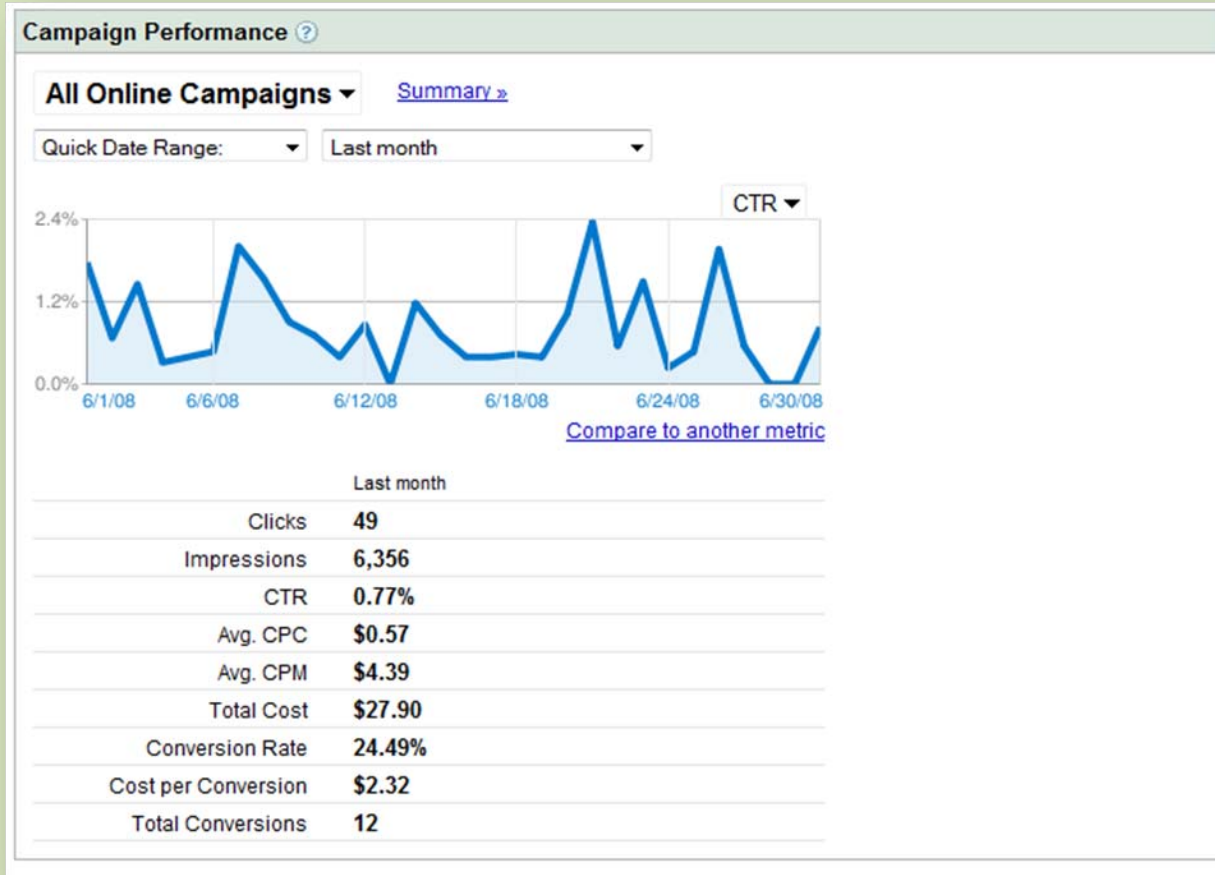 Campaign Performance ?
All Online Campaigns Summary »
Quick Date Range: Last month
CTR
2.4%
1.2%
0.0%
6/1/08 6/6/08 6/12/08 6/18/08 6/24/08 6/30/08
Compare to another metric
Last month
Clicks 49
Impressions 6,356
CTR 0.77%
Avg. CPC $0.57
Avg. CPM $4.39
Total Cost $27.90
Conversion Rate 24.49%
Cost per Conversion $2.32
Total Conversions 12